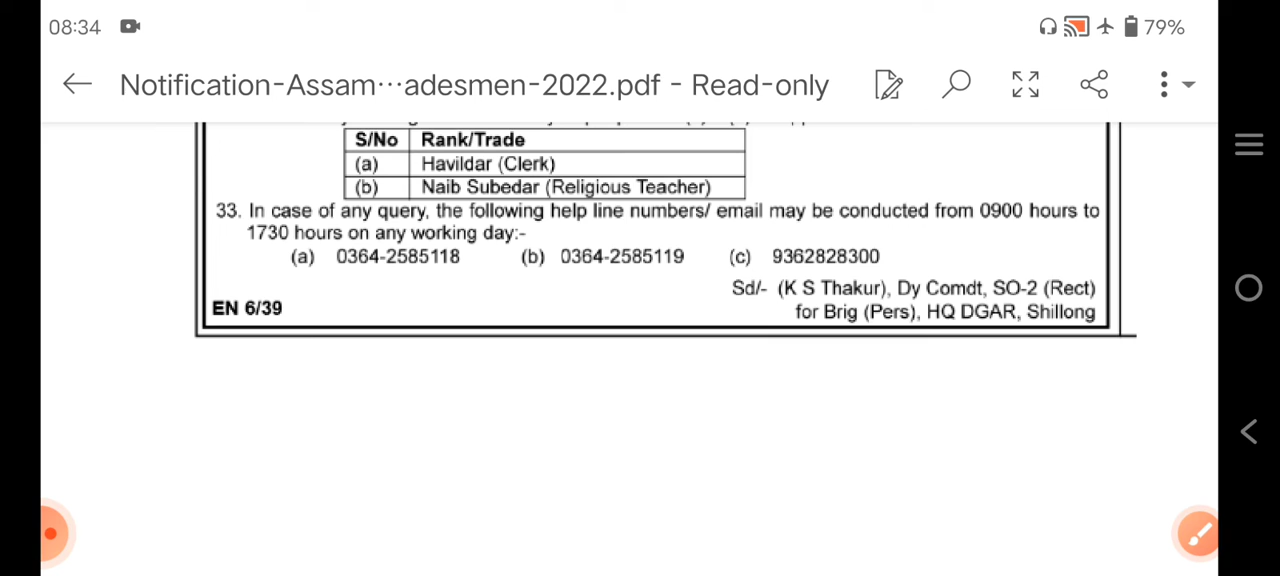 08:34
79%
Notification-Assam···adesmen-2022.pdf - Read-only
S/No Rank/Trade
(a) Havildar (Clerk)
(b) Naib Subedar (Religious Teacher)
33. In case of any query, the following help line numbers/ email may be conducted from 0900 hours to
1730 hours on any working day:-
(a) 0364-2585118 (b) 0364-2585119 (c) 9362828300
Sd/- (K S Thakur), Dy Comdt, SO-2 (Rect)
EN 6/39 for Brig (Pers), HQ DGAR, Shillong